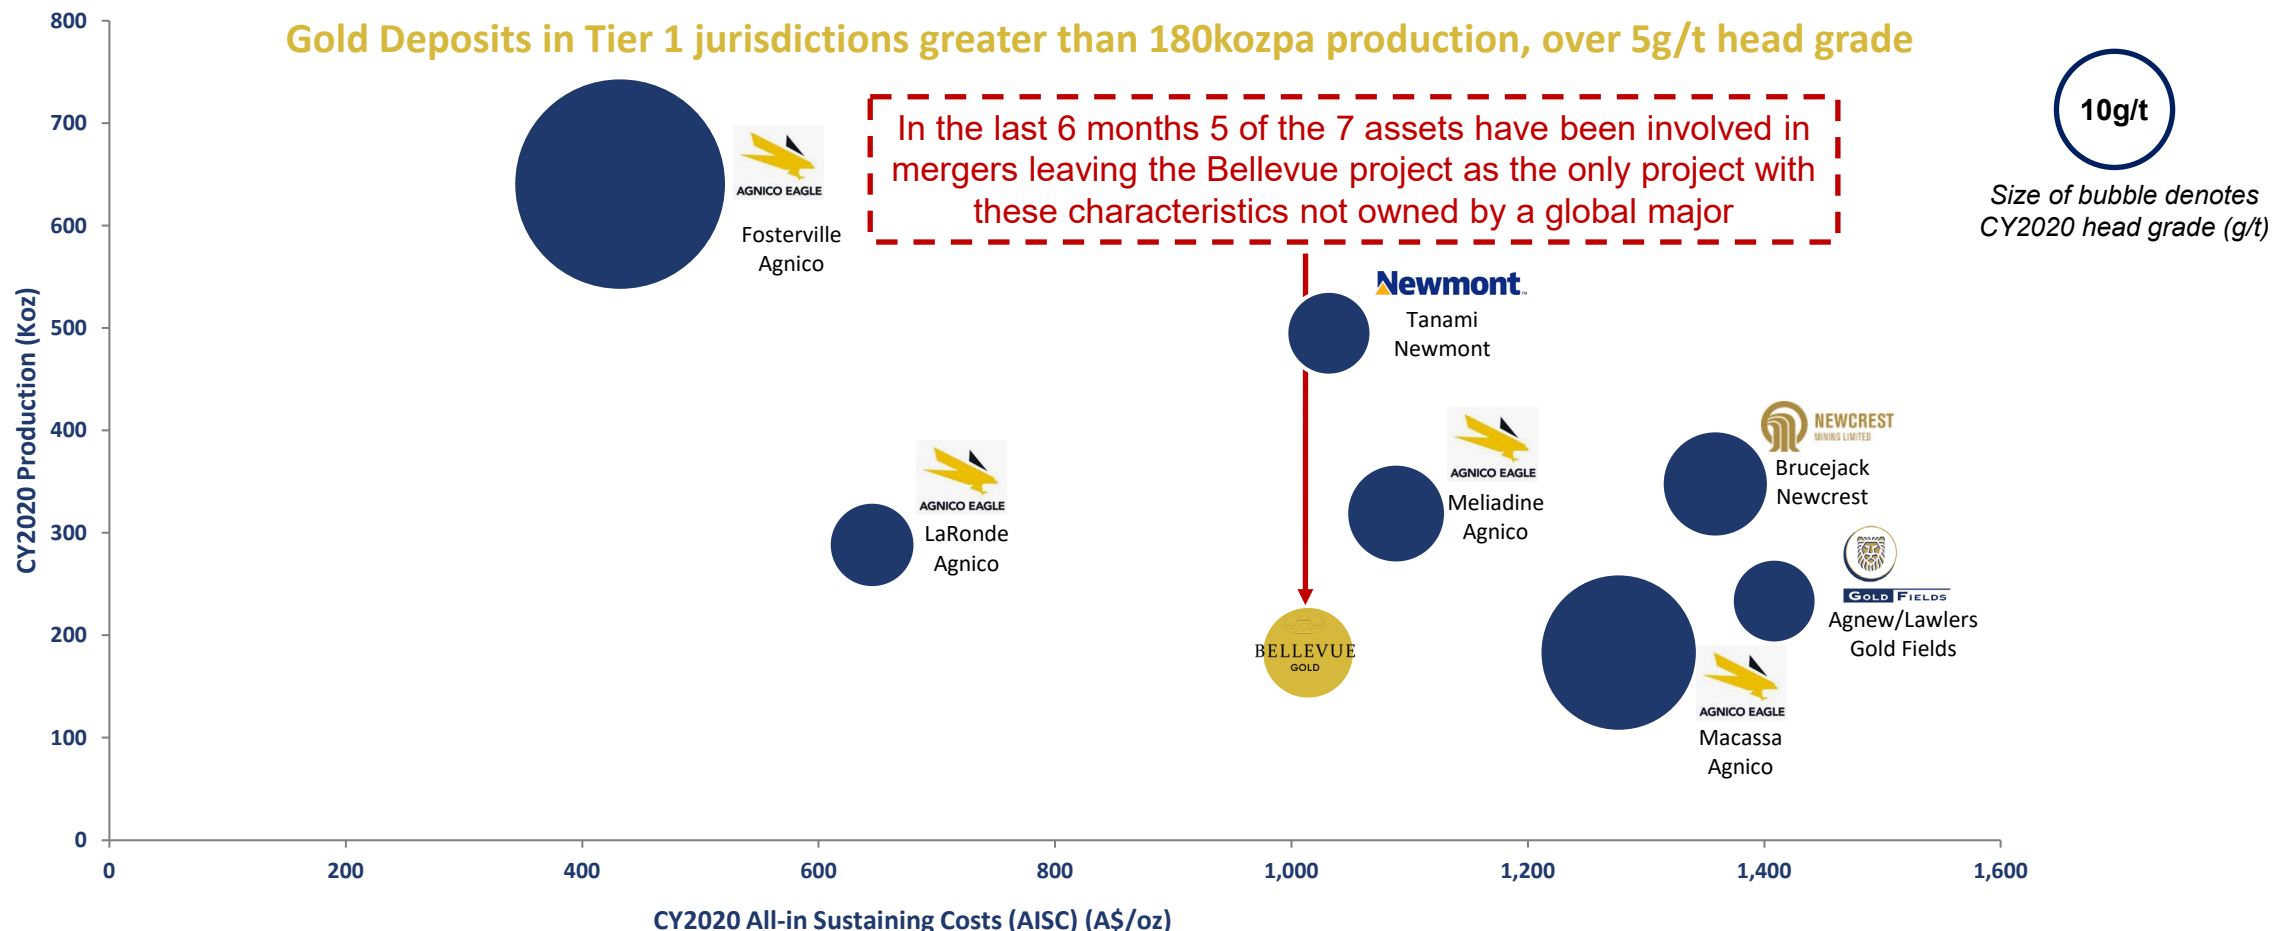 Gold Deposits in Tier 1 jurisdictions greater than 180kozpa production, over 5g/t head grade
In the last 6 months 5 of the 7 assets have been involved in
mergers leaving the Bellevue project as the only project with
these characteristics not owned by a global major
10g/t
Size of bubble denotes
CY2020 head grade (g/t)
CY2020 Production (Koz)
800
700
600
500
400
300
200
100
0
AGNICO EAGLE
Fosterville
Agnico
Newmont
Tanami
Newmont
AGNICO EAGLE
LaRonde
Agnico
AGNICO EAGLE
Meliadine
Agnico
NEWCREST
MINING LIMITED
Brucejack
Newcrest
GOLD FIELDS
Agnew/Lawlers
Gold Fields
BELLEVUE
GOLD
AGNICO EAGLE
Macassa
Agnico
0
200
400
600
800
1,000
1,200
1,400
1,600
CY2020 All-in Sustaining Costs (AISC) (A$/oz)